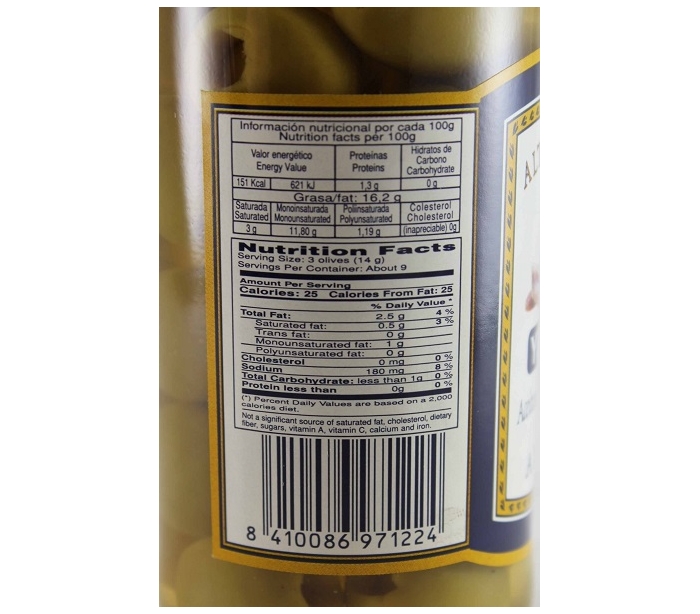 Información nutricional por cada 100g
Nutrition facts per 100g
Valor energético
Energy Value
Proteínas
Proteins
Hidratos de
Carbono
Carbohydrate
151 Kcal
621 kJ
1,3 g
0 g
Grasa/fat: 16,2 g
Saturada
Saturated
Monoinsaturada
Monounsaturated
Poliinsaturada
Polyunsaturated
Colesterol
Cholesterol
3 g
11,80 g
1,19 g
(inapreciable) 0g
Nutrition Facts
Serving Size: 3 olives (14 g)
Servings Per Container: About 9
Amount Per Serving
Calories: 25 Calories From Fat: 25
% Daily Value *
Total Fat: 2.5 g 4 %
Saturated fat: 0.5 g 3 %
Trans fat: 0 g
Monounsaturated fat: 1 g
Polyunsaturated fat: 0 g
Cholesterol 0 mg 0 %
Sodium 180 mg 8 %
Total Carbohydrate: less than 1g 0 %
Protein less than 0g 0 %
(*) Percent Daily Values are based on a 2,000
calories diet.
Not a significant source of saturated fat, cholesterol, dietary
fiber, sugars, vitamin A, vitamin C, calcium and iron.
8 410086 971224